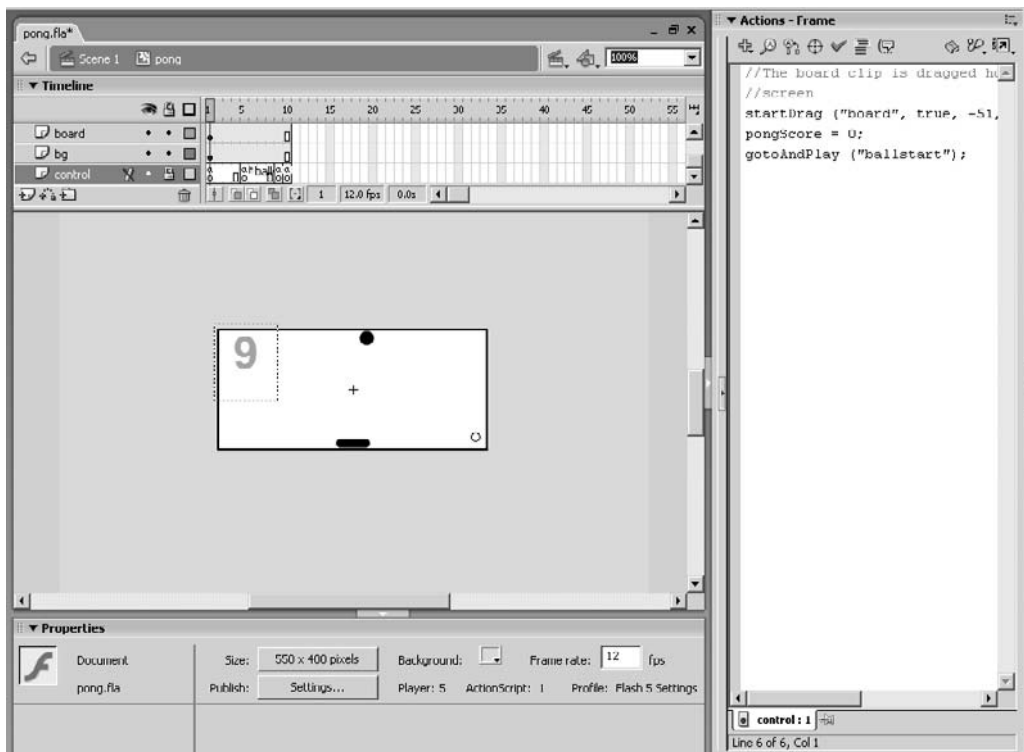 pong.fla*
Scene 1 pong 100%
Timeline
1 5 10 15 20 25 30 35 40 45 50 55
board
bg
control
a a* ball a a
1 12.0 fps 0.0s
9
Properties
Document
Size: 550 x 400 pixels Background: Frame rate: 12 fps
pong.fla
Publish: Settings... Player: 5 ActionScript: 1 Profile: Flash 5 Settings
Actions - Frame
//The board clip is dragged
//screen
startDrag ("board", true, -51,
pongScore = 0;
gotoAndPlay ("ballstart");
control : 1
Line 6 of 6, Col 1